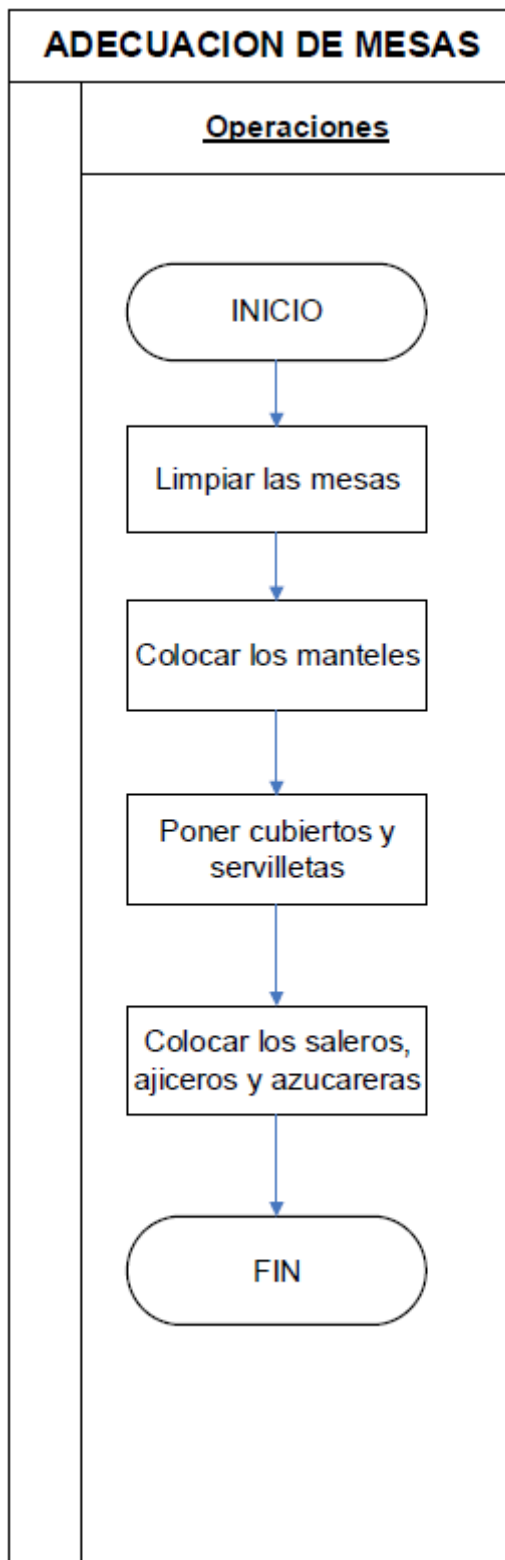 ADECUACION DE MESAS
Operaciones
INICIO
Limpiar las mesas
Colocar los manteles
Poner cubiertos y
servilletas
Colocar los saleros,
ajiceros y azucareras
FIN